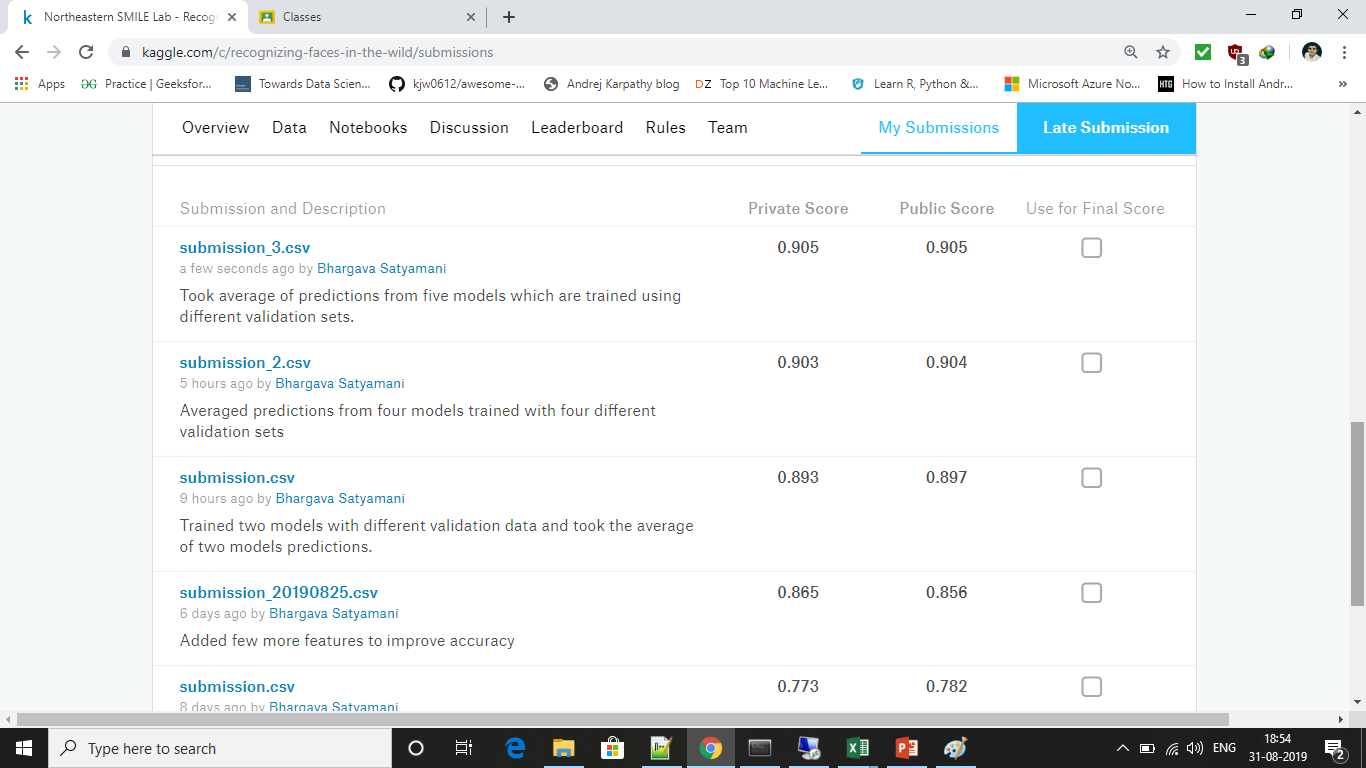 Northeastern SMILE Lab - Recogn
Classes
kaggle.com/c/recognizing-faces-in-the-wild/submissions
3
Apps
Practice | Geeksfor...
Towards Data Scien...
kjw0612/awesome-...
Andrej Karpathy blog
DZ Top 10 Machine Le...
Learn R, Python &...
Microsoft Azure No...
HTG How to Install Andr...
»
Overview Data Notebooks Discussion Leaderboard Rules Team My Submissions Late Submission
Submission and Description Private Score Public Score Use for Final Score
submission_3.csv 0.905 0.905
a few seconds ago by Bhargava Satyamani
Took average of predictions from five models which are trained using
different validation sets.
submission_2.csv 0.903 0.904
5 hours ago by Bhargava Satyamani
Averaged predictions from four models trained with four different
validation sets
submission.csv 0.893 0.897
9 hours ago by Bhargava Satyamani
Trained two models with different validation data and took the average
of two models predictions.
submission_20190825.csv 0.865 0.856
6 days ago by Bhargava Satyamani
Added few more features to improve accuracy
submission.csv 0.773 0.782
8 days ago by Bhargava Satyamani
Type here to search
ENG
18:54
31-08-2019
2